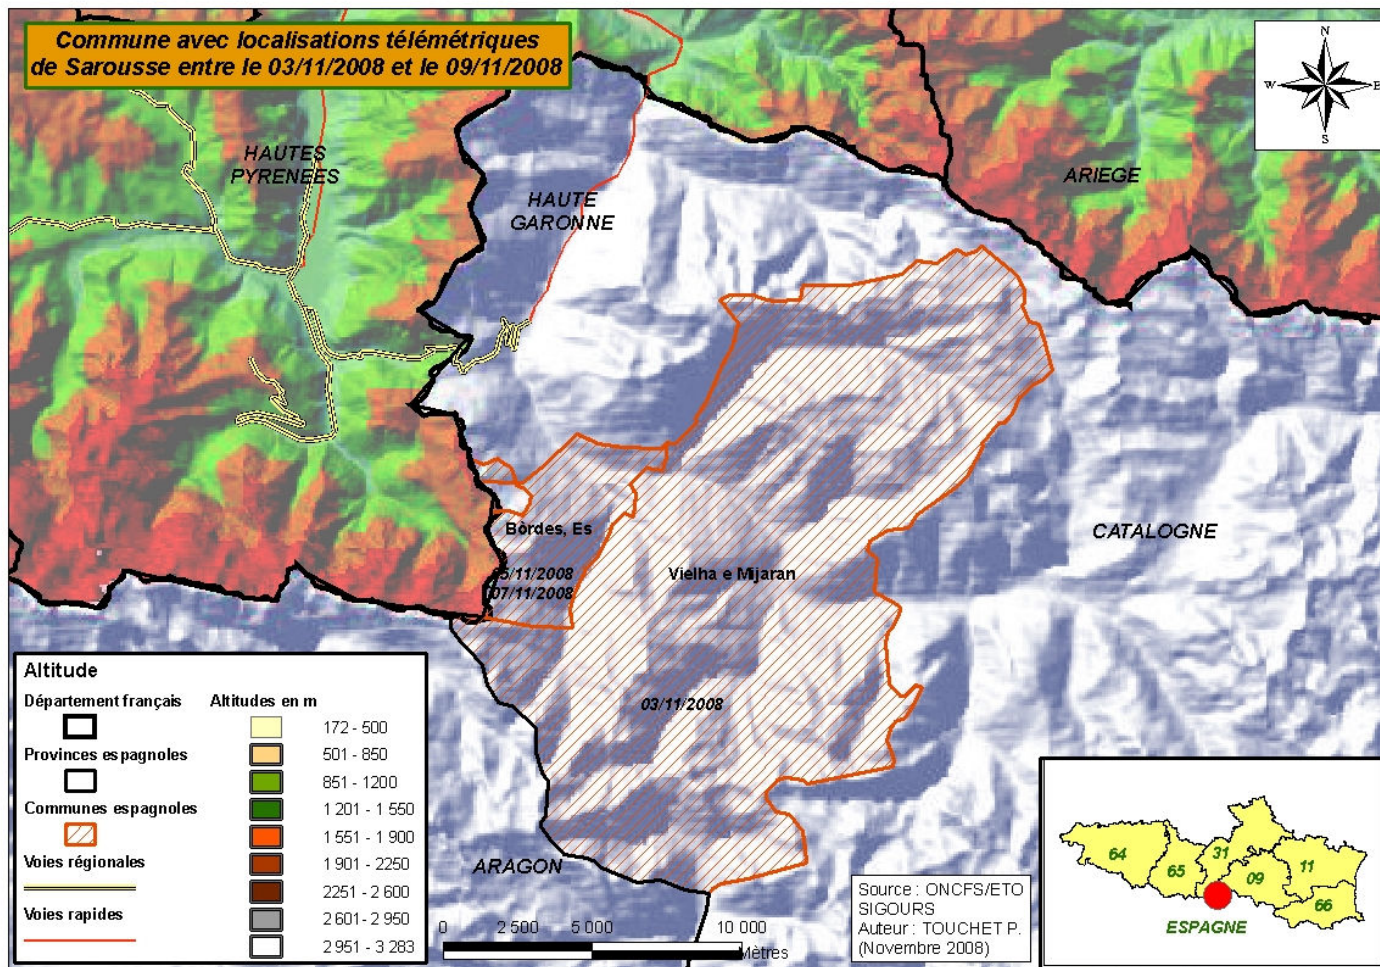 Commune avec localisations télémétriques
de Sarousse entre le 03/11/2008 et le 09/11/2008
N
W
E
S
HAUTES
PYRENEES
HAUTE
GARONNE
ARIEGE
Bòrdes, Es
CATALOGNE
05/11/2008
07/11/2008
Vielha e Mijaran
03/11/2008
ARAGON
Altitude
Département français
Altitudes en m
172 - 500
Provinces espagnoles
501 - 850
851 - 1200
Communes espagnoles
1 201 - 1 550
1 551 - 1 900
Voies régionales
1 901 - 2250
2251 - 2 600
Voies rapides
2 601 - 2 950
2 951 - 3 283
0
2 500
5 000
10 000
Mètres
Source : ONCFS/ETO
SIGOURS
Auteur : TOUCHET P.
(Novembre 2008)
64
65
31
09
11
66
ESPAGNE